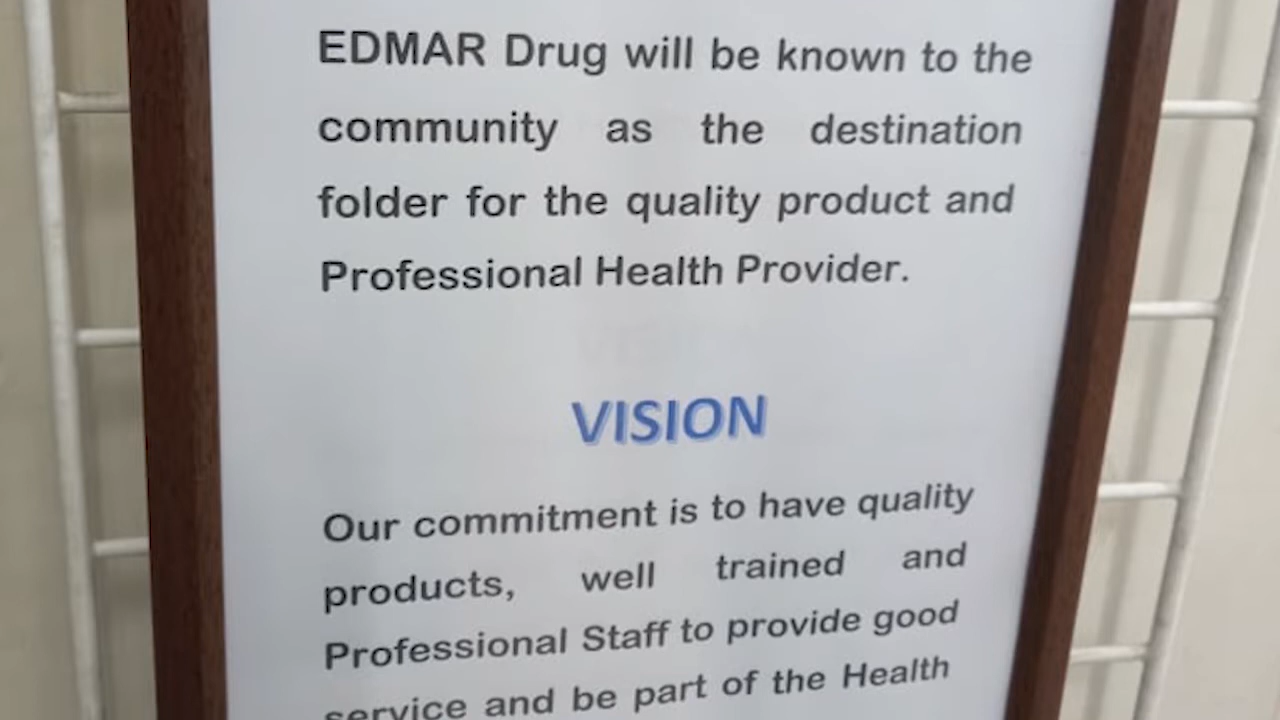 EDMAR Drug will be known to the
community as the destination
folder for the quality product and
Professional Health Provider.
VISION
Our commitment is to have quality
products, well trained and
Professional Staff to provide good
service and be part of the Health